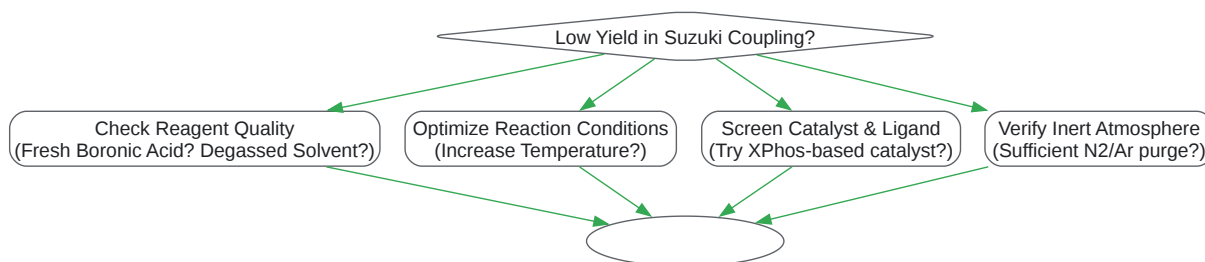 Low Yield in Suzuki Coupling?
Check Reagent Quality
(Fresh Boronic Acid? Degassed Solvent?)
Optimize Reaction Conditions
(Increase Temperature?)
Screen Catalyst & Ligand
(Try XPhos-based catalyst?)
Verify Inert Atmosphere
(Sufficient N2/Ar purge?)